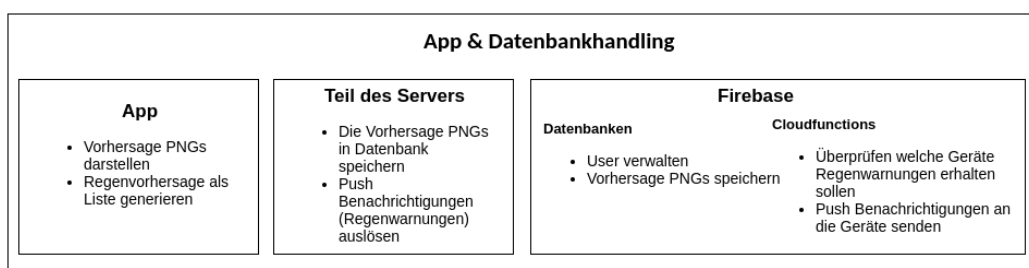 App & Datenbankhandling
App
• Vorhersage PNGs
darstellen
• Regenvorhersage als
Liste generieren
Teil des Servers
• Die Vorhersage PNGs
in Datenbank
speichern
• Push
Benachrichtigungen
(Regenwarnungen)
auslösen
Firebase
Datenbanken
• User verwalten
• Vorhersage PNGs speichern
Cloudfunctions
• Überprüfen welche Geräte
Regenwarnungen erhalten
sollen
• Push Benachrichtigungen an
die Geräte senden